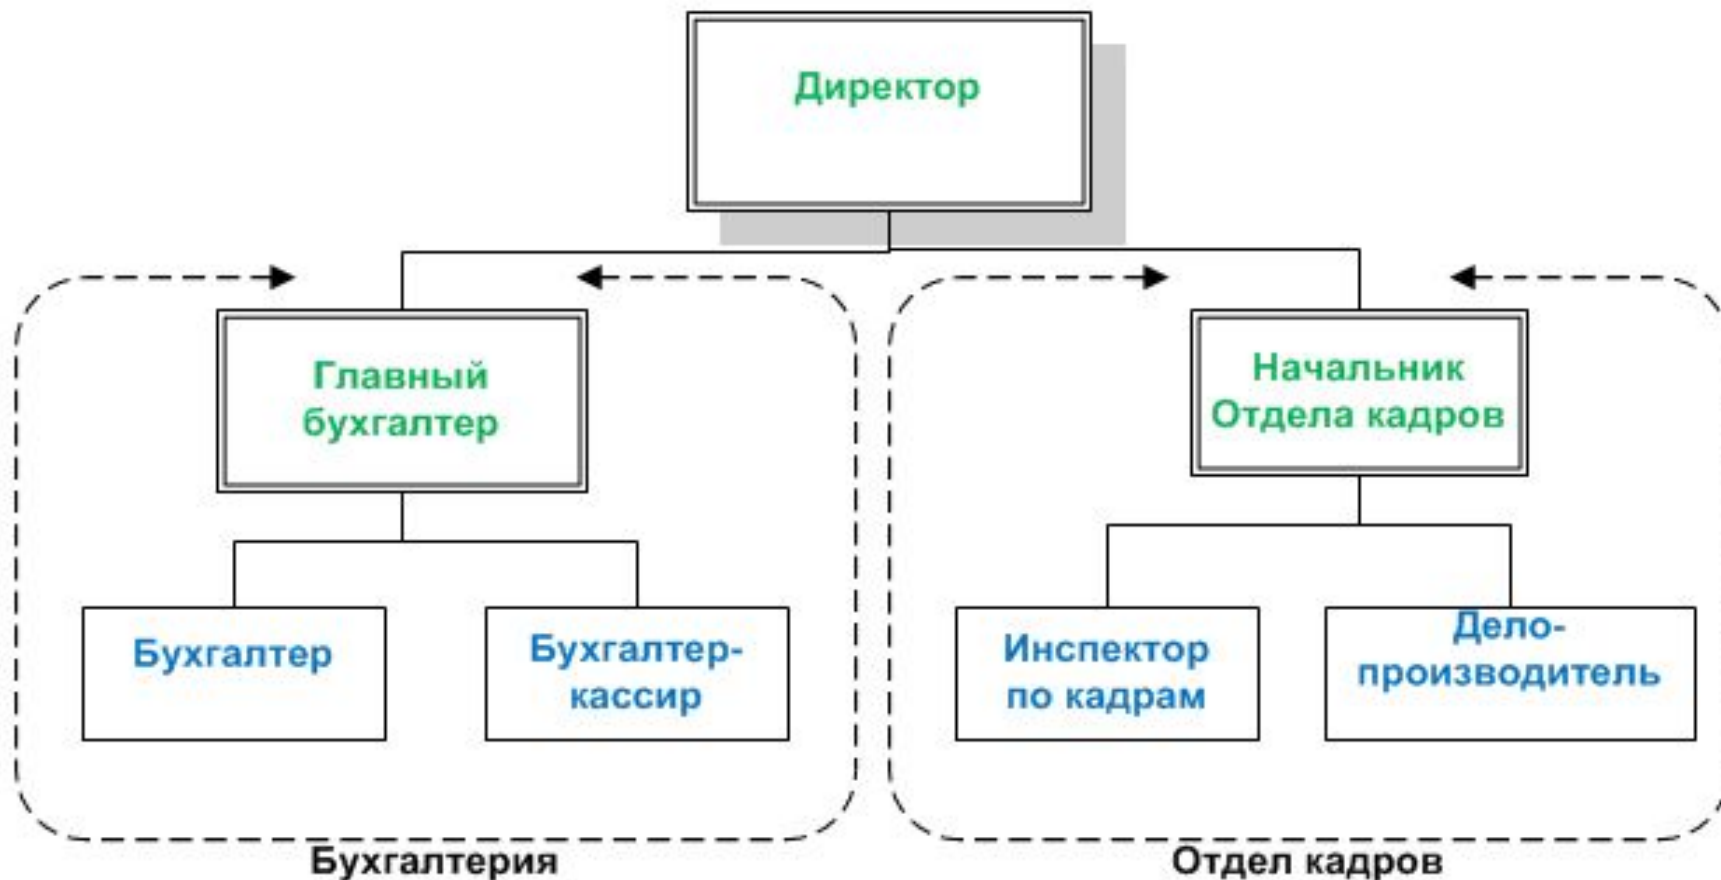 Директор
Главный
бухгалтер
Начальник
Отдела кадров
Бухгалтер
Бухгалтер-
кассир
Инспектор
по кадрам
Дело-
производитель
Бухгалтерия
Отдел кадров